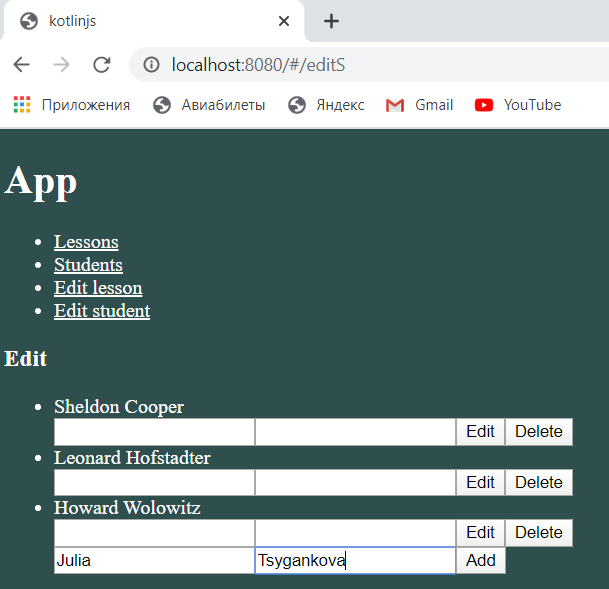 kotlinjs
localhost:8080/#/editS
Приложения Авиабилеты Яндекс Gmail YouTube
App
Lessons
Students
Edit lesson
Edit student
Edit
Sheldon Cooper
Edit Delete
Leonard Hofstadter
Edit Delete
Howard Wolowitz
Edit Delete
Julia Tsygankova Add